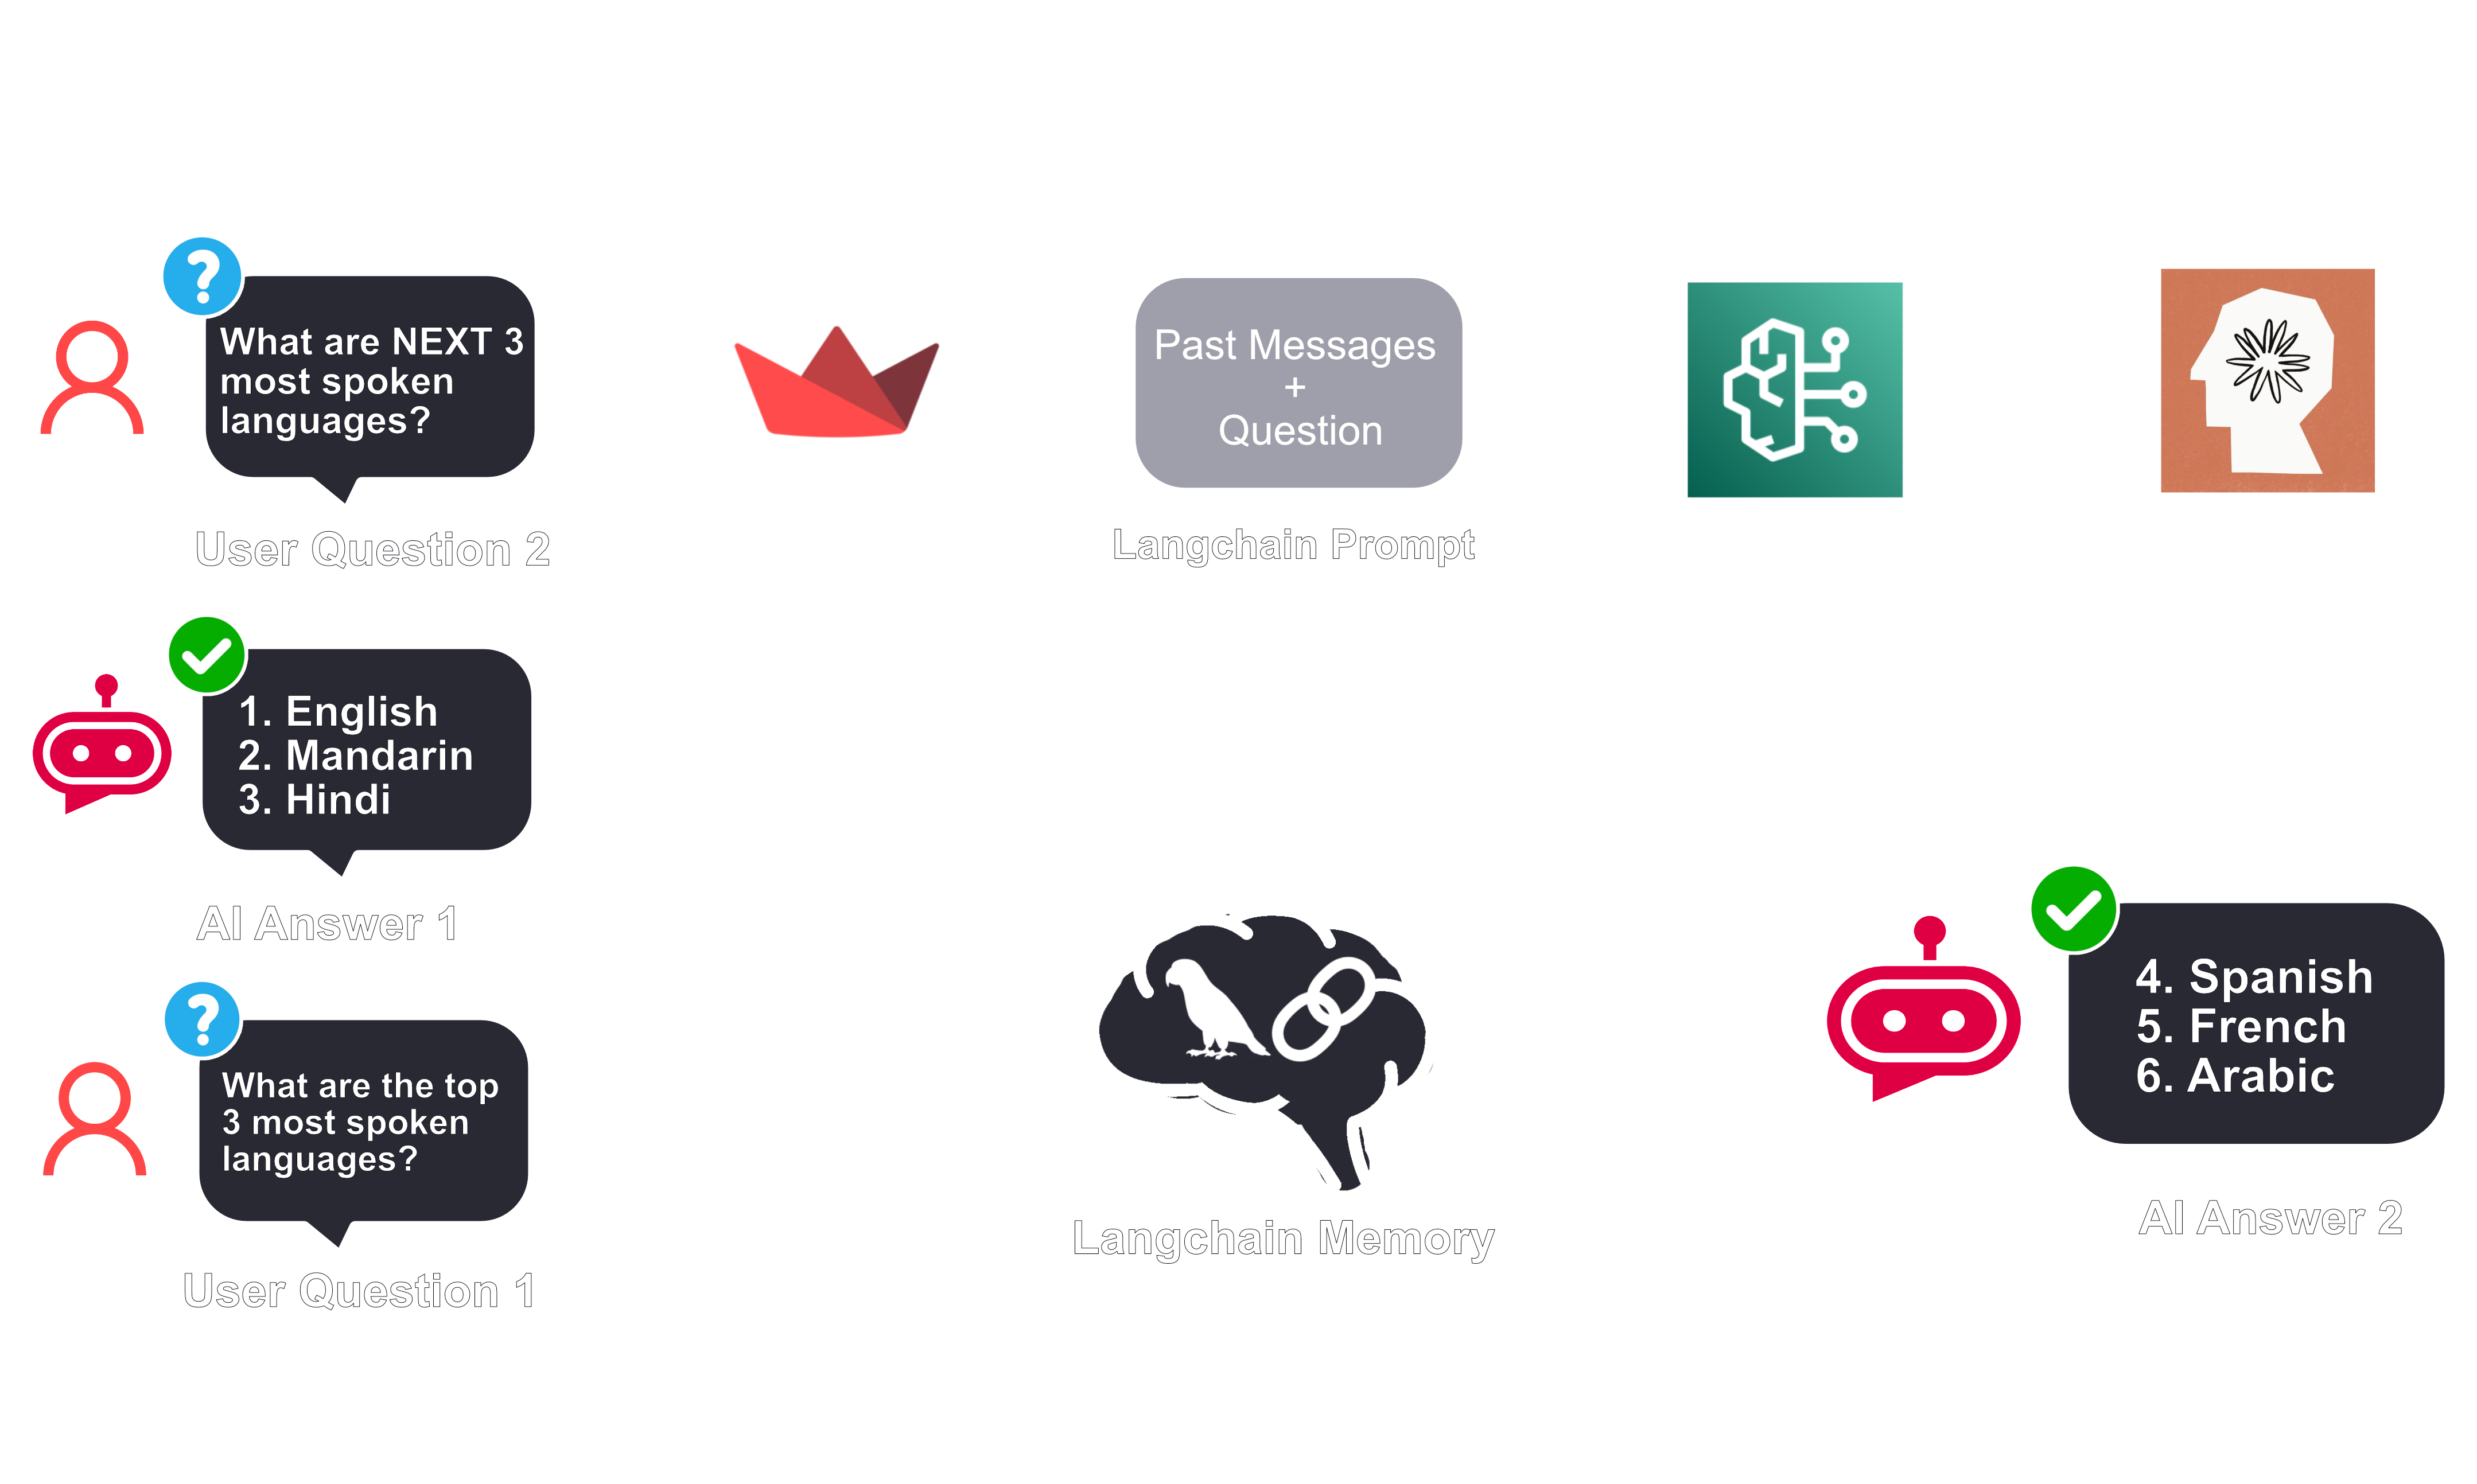 What are NEXT 3
most spoken
languages?
User Question 2
Past Messages
+
Question
Langchain Prompt
1. English
2. Mandarin
3. Hindi
AI Answer 1
What are the top
3 most spoken
languages?
User Question 1
Langchain Memory
4. Spanish
5. French
6. Arabic
AI Answer 2